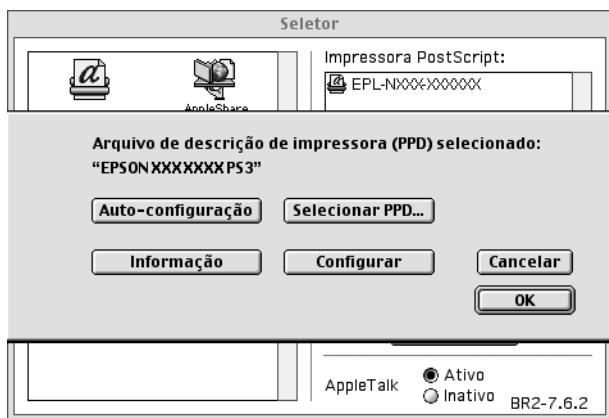 Seletor
Impressora PostScript:
EPL-NXXX-XXXXXX
AppleShare
Arquivo de descrição de impressora (PPD) selecionado:
“EPSON XXXXXXX PS3”
Auto-configuração
Selecionar PPD...
Informação
Configurar
Cancelar
OK
AppleTalk
Ativo
Inativo
BR2-7.6.2